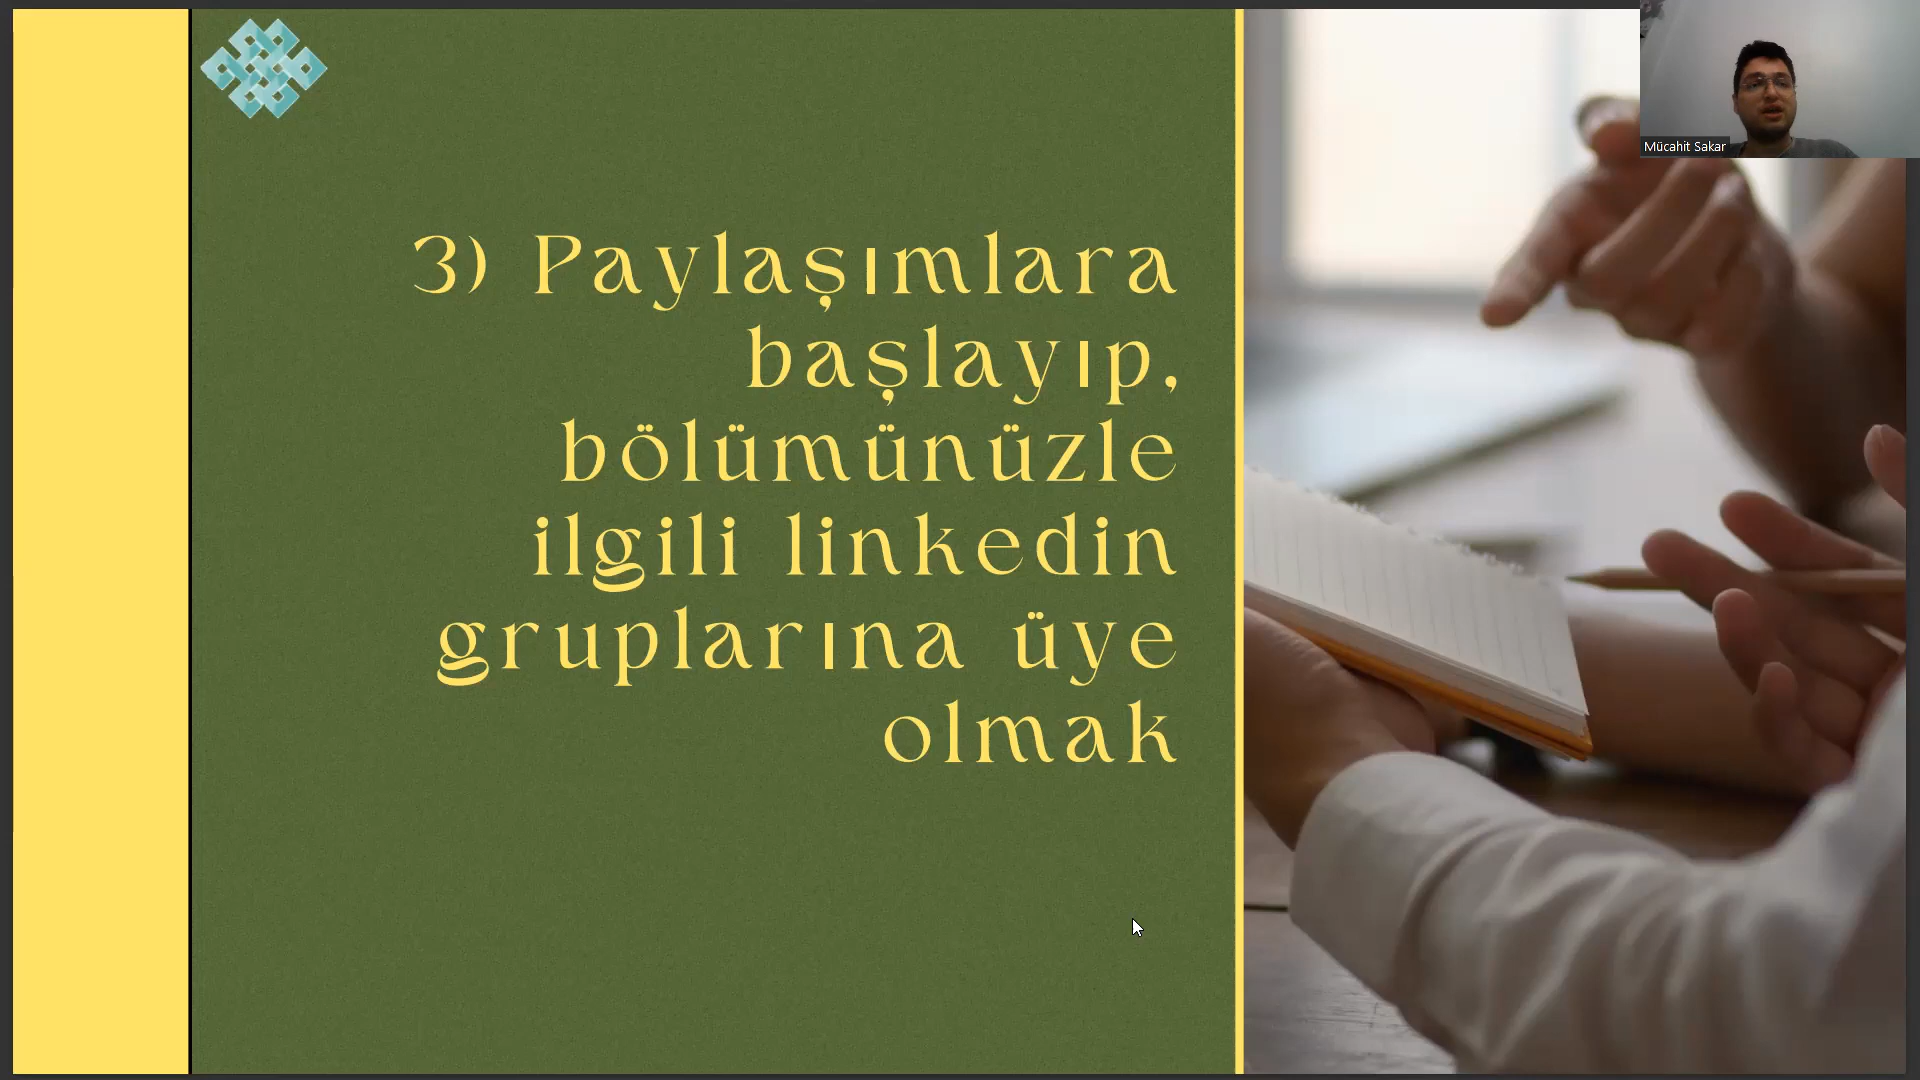 3) Paylaşımlara
başlayıp,
bölümünüzle
ilgili linkedin
gruplarına üye
olmak
Mücahit Sakar